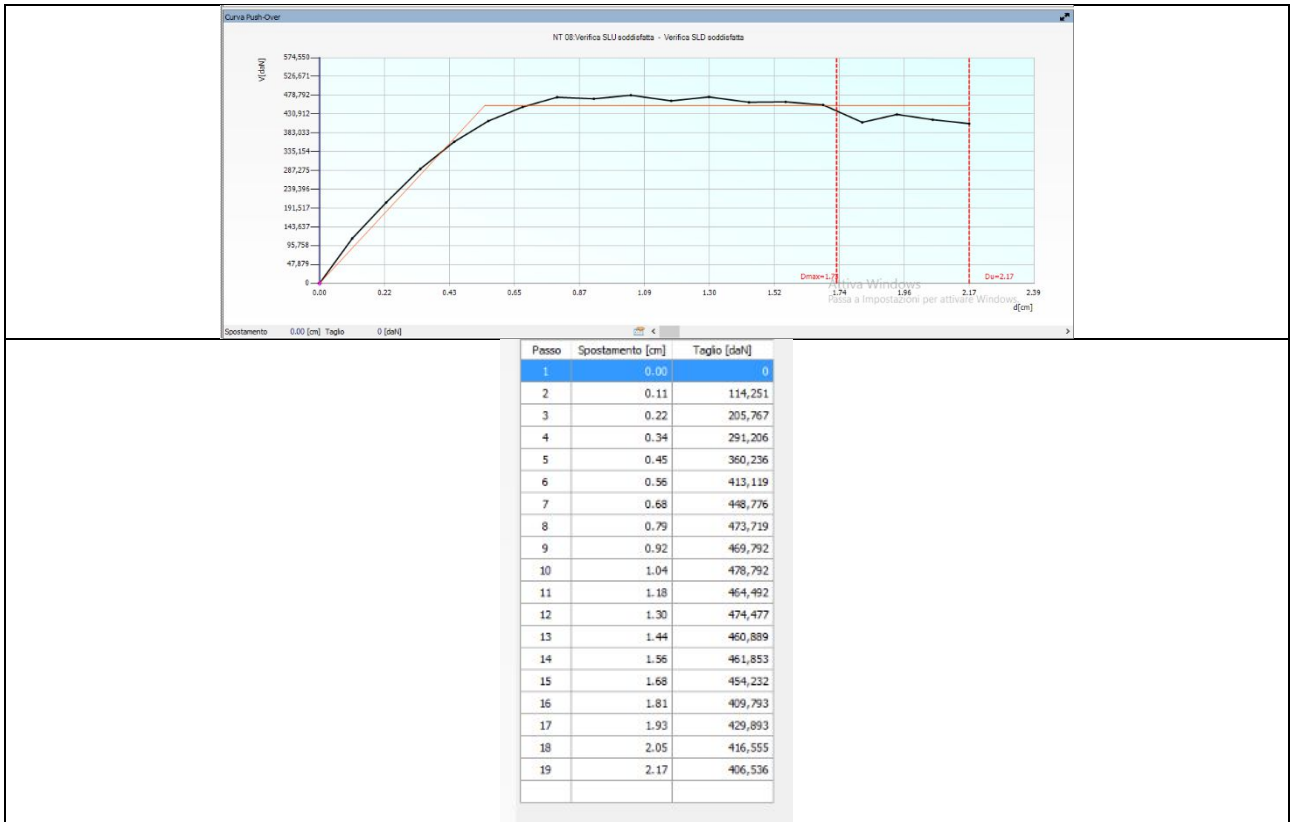 Curva Push-Over
NT 08:Verifica SLU soddisfatta - Verifica SLD soddisfatta
V[daN]
574,550
526,671
478,792
430,912
383,033
335,154
287,275
239,396
191,517
143,637
95,758
47,879
0
Dmax=1.73
Du=2.17
0.00 0.22 0.43 0.65 0.87 1.09 1.30 1.52 1.74 1.96 2.17 2.39
d[cm]
Attiva Windows
Passa a Impostazioni per attivare Windows.
Spostamento 0.00 [cm] Taglio 0 [daN]
Passo Spostamento [cm] Taglio [daN]
1 0.00 0
2 0.11 114,251
3 0.22 205,767
4 0.34 291,206
5 0.45 360,236
6 0.56 413,119
7 0.68 448,776
8 0.79 473,719
9 0.92 469,792
10 1.04 478,792
11 1.18 464,492
12 1.30 474,477
13 1.44 460,889
14 1.56 461,853
15 1.68 454,232
16 1.81 409,793
17 1.93 429,893
18 2.05 416,555
19 2.17 406,536